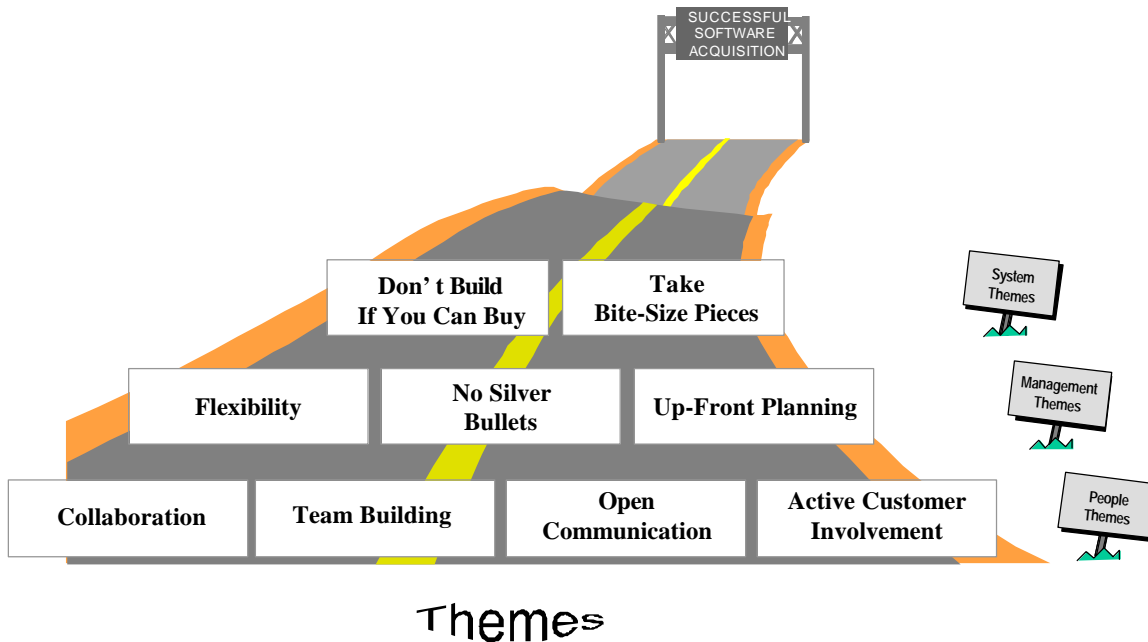 SUCCESSFUL
SOFTWARE
ACQUISITION
Don't Build
If You Can Buy
Take
Bite-Size Pieces
System
Themes
Flexibility
No Silver
Bullets
Up-Front Planning
Management
Themes
Collaboration
Team Building
Open
Communication
Active Customer
Involvement
People
Themes
Themes